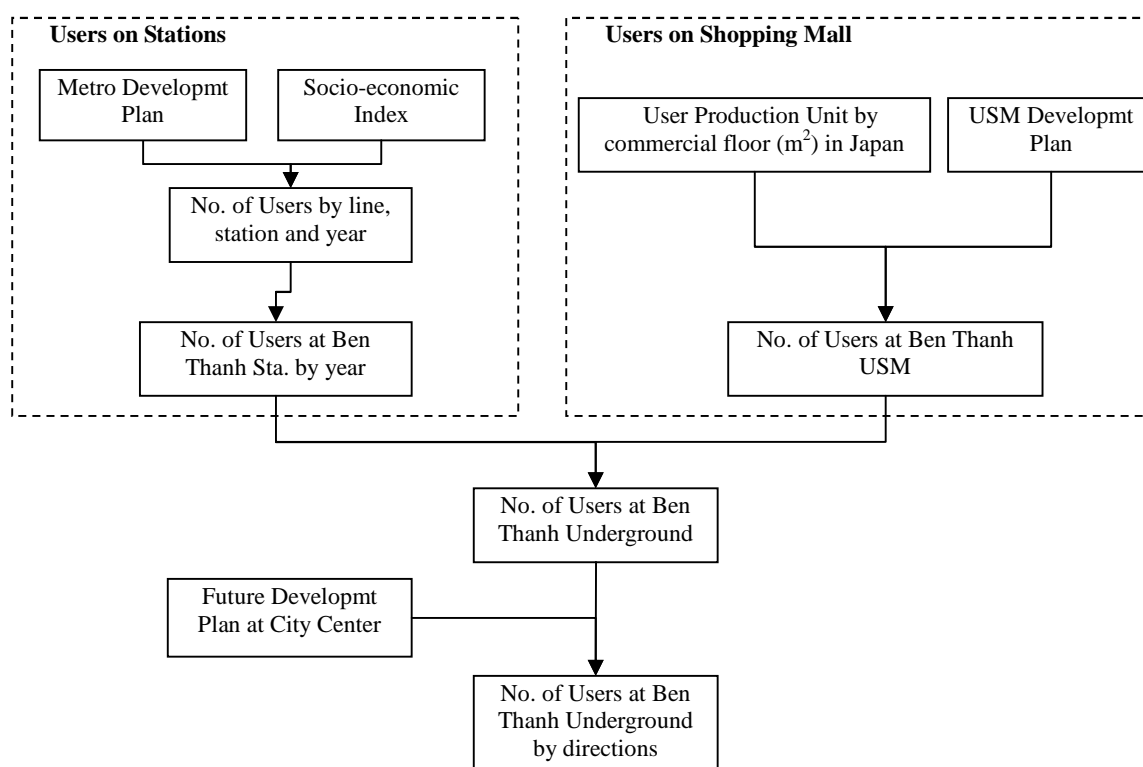 Users on Stations
Metro Developmt
Plan
Socio-economic
Index
No. of Users by line,
station and year
No. of Users at Ben
Thanh Sta. by year
Users on Shopping Mall
User Production Unit by
commercial floor (m²) in Japan
USM Developmt
Plan
No. of Users at Ben Thanh
USM
No. of Users at Ben
Thanh Underground
Future Developmt
Plan at City Center
No. of Users at Ben
Thanh Underground
by directions